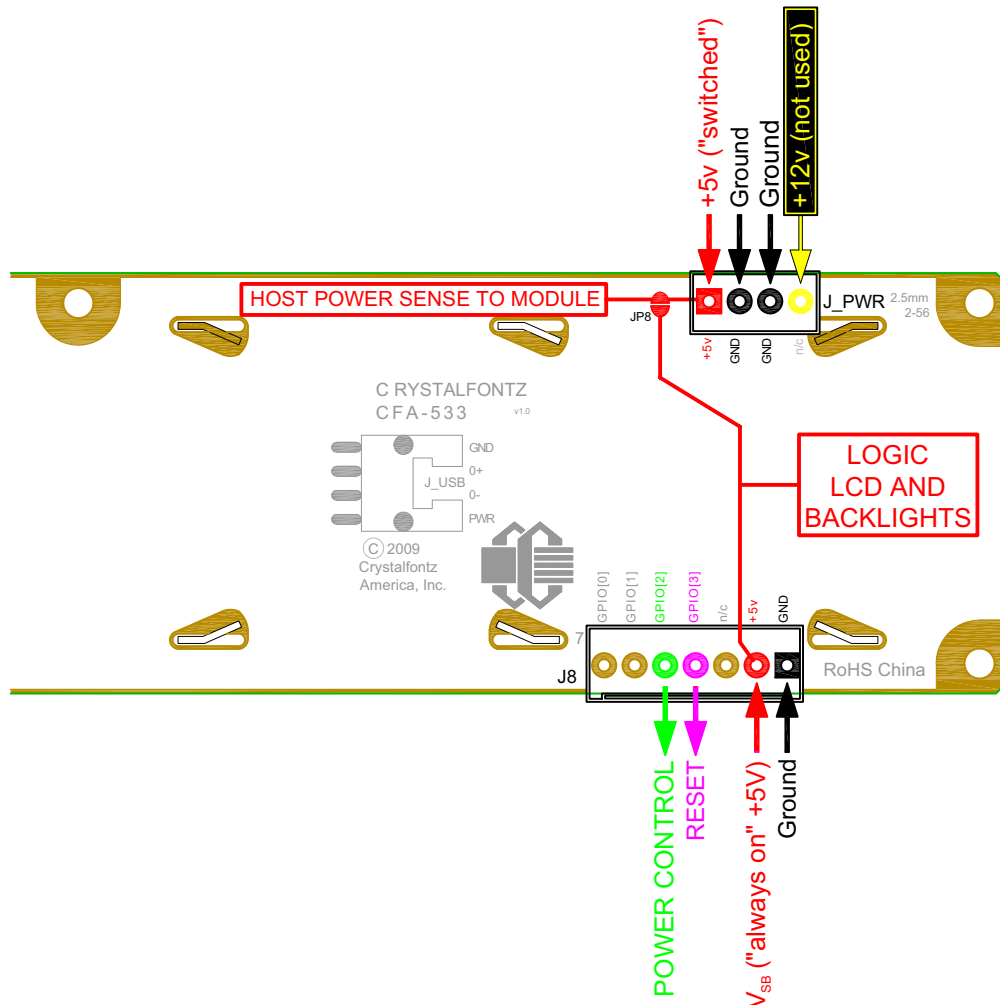 +5v ("switched")
Ground
Ground
+12v (not used)
HOST POWER SENSE TO MODULE
JP8
J_PWR
2.5mm
2-56
+5v
GND
GND
n/c
C RYSTALFONTZ
CFA-533
v1.0
GND
0+
J_USB
0-
PWR
LOGIC
LCD AND
BACKLIGHTS
C 2009
Crystalfontz
America, Inc.
GPIO[0]
GPIO[1]
GPIO[2]
GPIO[3]
n/c
+5v
GND
7
J8
RoHS China
POWER CONTROL
RESET
VSB ("always on" +5V)
Ground